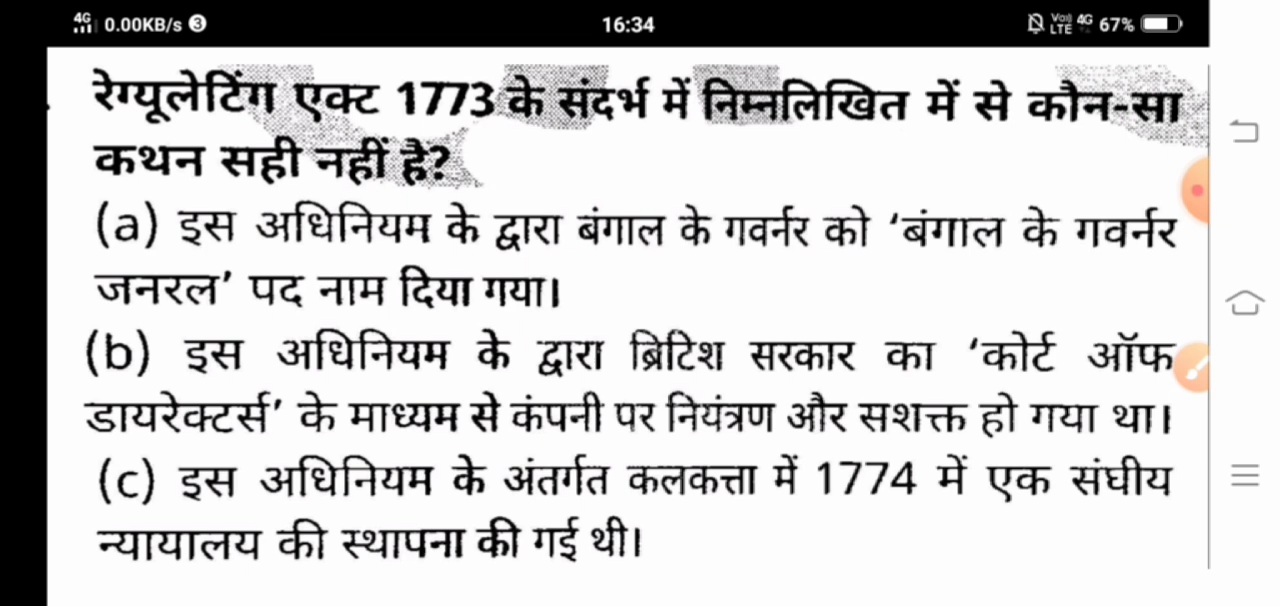 4G 0.00KB/s 3 16:34 Vo) LTE 4G 67%
रेग्यूलेटिंग एक्ट 1773 के संदर्भ में निम्नलिखित में से कौन-सा
कथन सही नहीं है?
(a) इस अधिनियम के द्वारा बंगाल के गवर्नर को ‘बंगाल के गवर्नर
जनरल’ पद नाम दिया गया।
(b) इस अधिनियम के द्वारा ब्रिटिश सरकार का ‘कोर्ट ऑफ
डायरेक्टर्स’ के माध्यम से कंपनी पर नियंत्रण और सशक्त हो गया था।
(c) इस अधिनियम के अंतर्गत कलकत्ता में 1774 में एक संघीय
न्यायालय की स्थापना की गई थी।